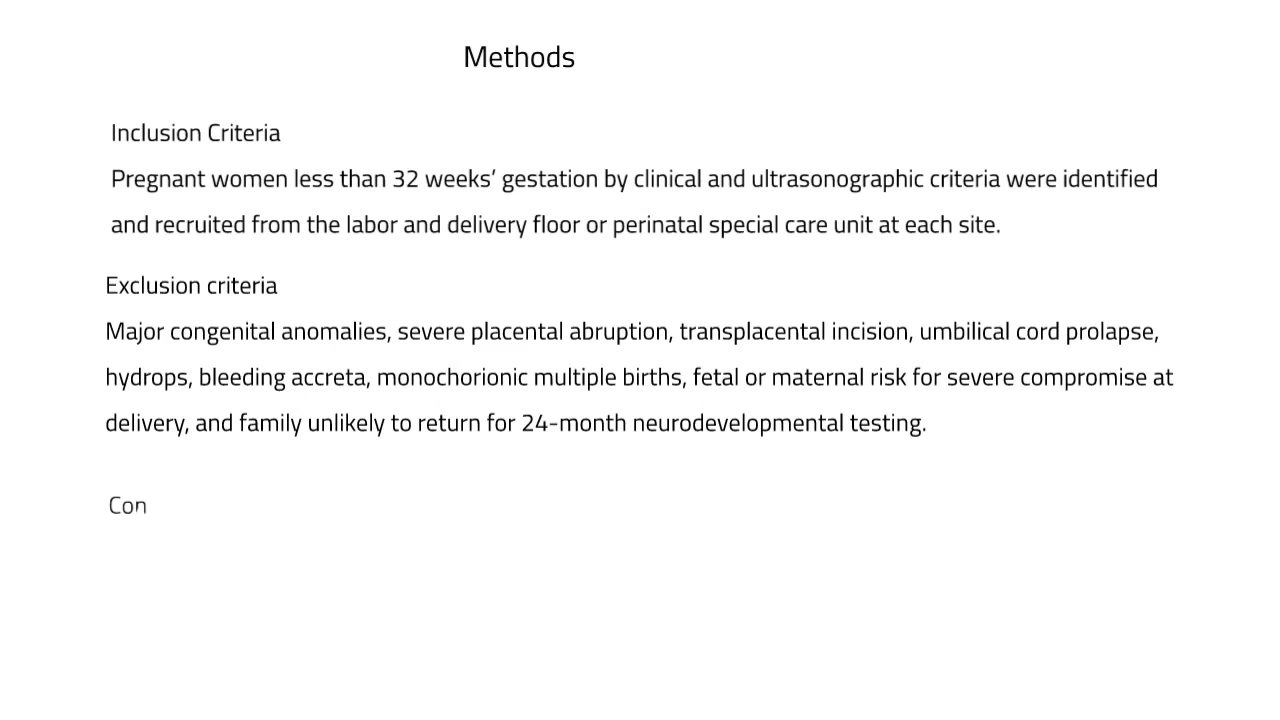 Methods
Inclusion Criteria
Pregnant women less than 32 weeks’ gestation by clinical and ultrasonographic criteria were identified
and recruited from the labor and delivery floor or perinatal special care unit at each site.
Exclusion criteria
Major congenital anomalies, severe placental abruption, transplacental incision, umbilical cord prolapse,
hydrops, bleeding accreta, monochorionic multiple births, fetal or maternal risk for severe compromise at
delivery, and family unlikely to return for 24-month neurodevelopmental testing.
Con